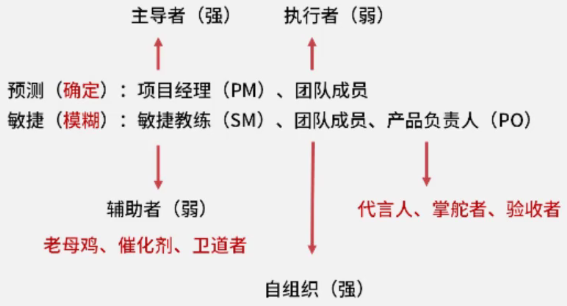 主导者（强） 执行者（弱）
预测（确定）：项目经理（PM）、团队成员
敏捷（模糊）：敏捷教练（SM）、团队成员、产品负责人（PO）
辅助者（弱） 代言人、掌舵者、验收者
老母鸡、催化剂、卫道者
自组织（强）